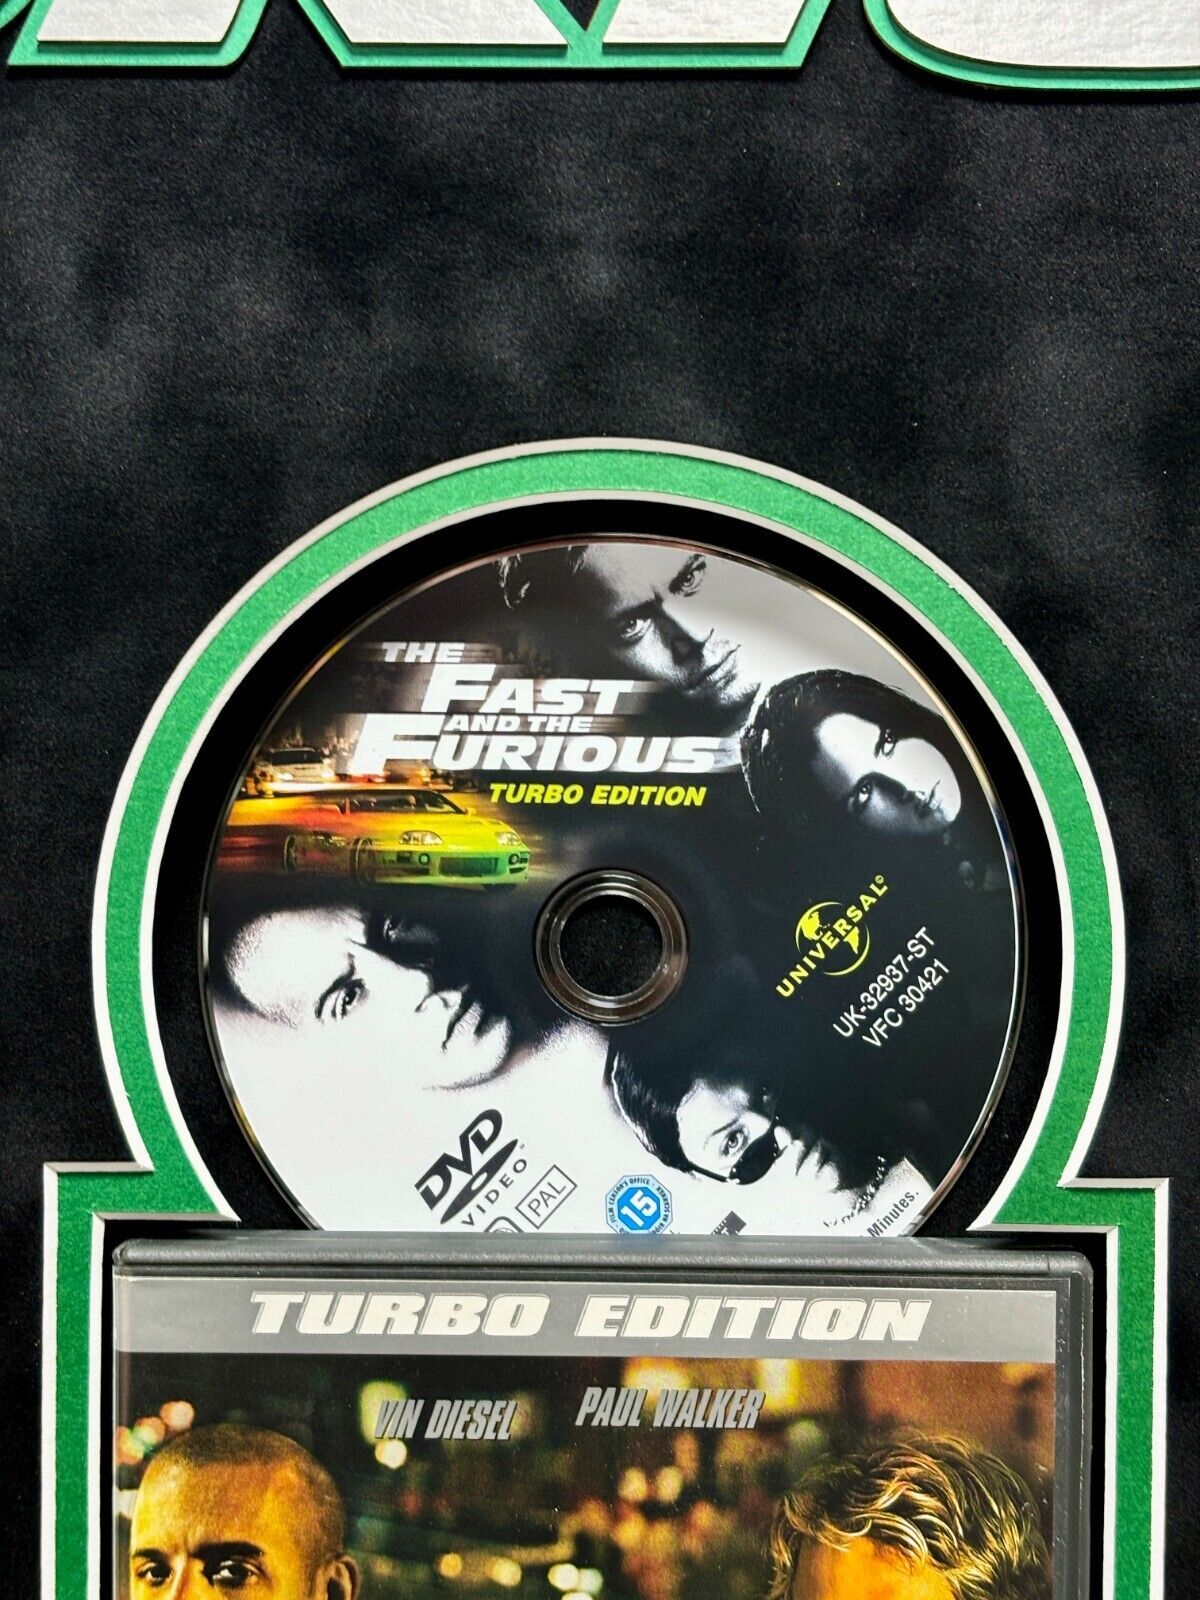 THE
FAST
AND THE
FURIOUS
TURBO EDITION
UNIVERSAL©
UK-32937-ST
VFC 30421
DVD
VIDEO™
PAL
15
Minutes.
TURBO EDITION
VIN DIESEL PAUL WALKER